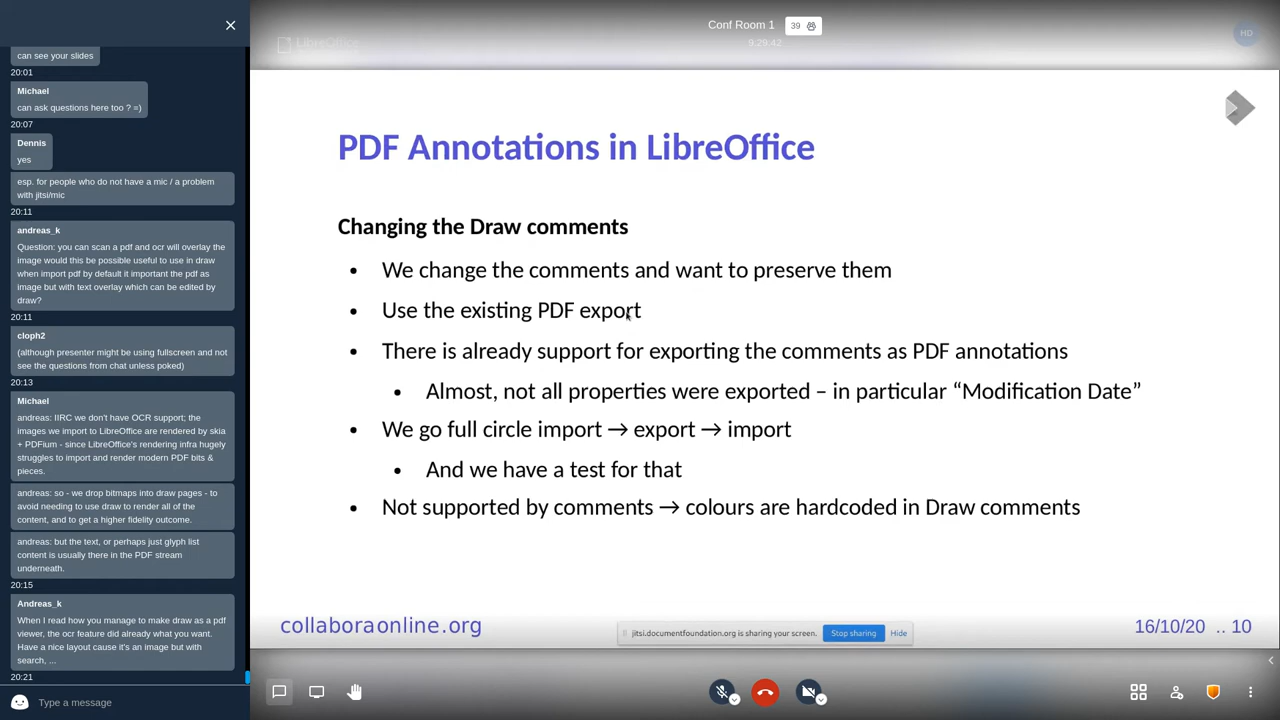 can see your slides
20:01
Michael
can ask questions here too ? =)
20:07
Dennis
yes
esp. for people who do not have a mic / a problem
with jitsi/mic
20:11
andreas_k
Question: you can scan a pdf and ocr will overlay the
image would this be possible useful to use in draw
when import pdf by default it important the pdf as
image but with text overlay which can be edited by
draw?
20:11
cloph2
(although presenter might be using fullscreen and not
see the questions from chat unless poked)
20:13
Michael
andreas: IIRC we don't have OCR support; the
images we import to LibreOffice are rendered by skia
+ PDFium - since LibreOffice's rendering infra hugely
struggles to import and render modern PDF bits &
pieces.
andreas: so - we drop bitmaps into draw pages - to
avoid needing to use draw to render all of the
content, and to get a higher fidelity outcome.
andreas: but the text, or perhaps just glyph list
content is usually there in the PDF stream
underneath.
20:15
Andreas_k
When I read how you manage to make draw as a pdf
viewer, the ocr feature did already what you want.
Have a nice layout cause it's an image but with
search, ...
20:21
Type a message
Conf Room 1
39
9:29:42
LibreOffice
HD
PDF Annotations in LibreOffice
Changing the Draw comments
• We change the comments and want to preserve them
• Use the existing PDF export
• There is already support for exporting the comments as PDF annotations
• Almost, not all properties were exported – in particular “Modification Date”
• We go full circle import → export → import
• And we have a test for that
• Not supported by comments → colours are hardcoded in Draw comments
collaboraonline.org
jitsi.documentfoundation.org is sharing your screen.
Stop sharing
Hide
16/10/20 .. 10